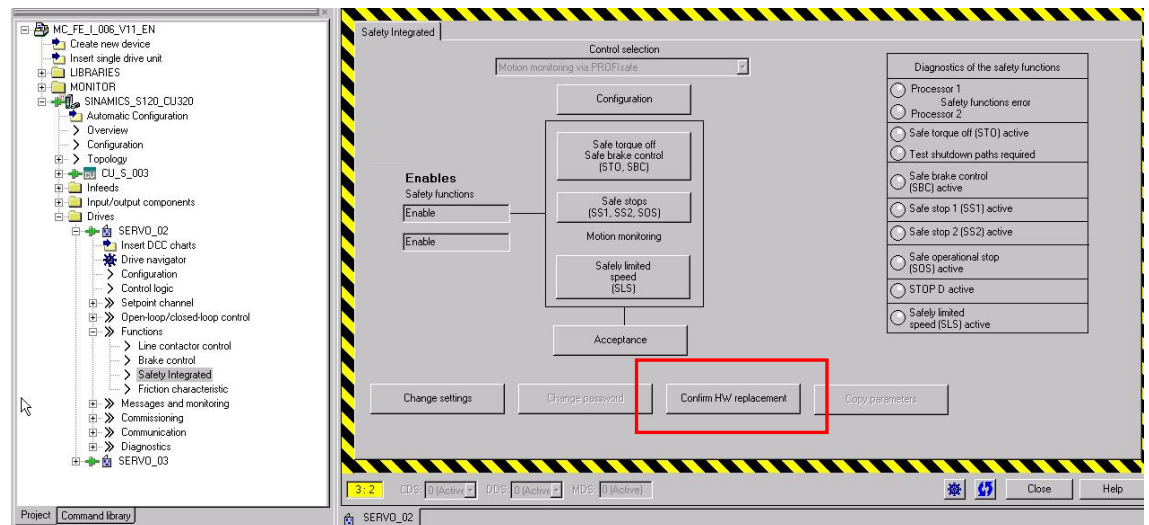 MC_FE_I_006_V11_EN
Create new device
Insert single drive unit
LIBRARIES
MONITOR
SINAMICS_S120_CU320
Automatic Configuration
Overview
Configuration
Topology
CU_S_003
Infeeds
Input/output components
Drives
SERVO_02
Insert DCC charts
Drive navigator
Configuration
Control logic
Setpoint channel
Open-loop/closed-loop control
Functions
Line contactor control
Brake control
Safety Integrated
Friction characteristic
Messages and monitoring
Commissioning
Communication
Diagnostics
SERVO_03
Project
Command library
Safety Integrated
Control selection
Motion monitoring via PROFIsafe
Configuration
Safe torque off
Safe brake control
(STO, SBC)
Enables
Safety functions
Enable
Safe stops
(SS1, SS2, SOS)
Enable
Motion monitoring
Safely limited
speed
(SLS)
Acceptance
Diagnostics of the safety functions
Processor 1
Safety functions error
Processor 2
Safe torque off (STO) active
Test shutdown paths required
Safe brake control
(SBC) active
Safe stop 1 (SS1) active
Safe stop 2 (SS2) active
Safe operational stop
(SOS) active
STOP D active
Safely limited
speed (SLS) active
Change settings
Change password
Confirm HW replacement
Copy parameters
3:2
CDS: 0 (Active
DDS: 0 (Active
MDS: 0 (Active)
Close
Help
SERVO_02